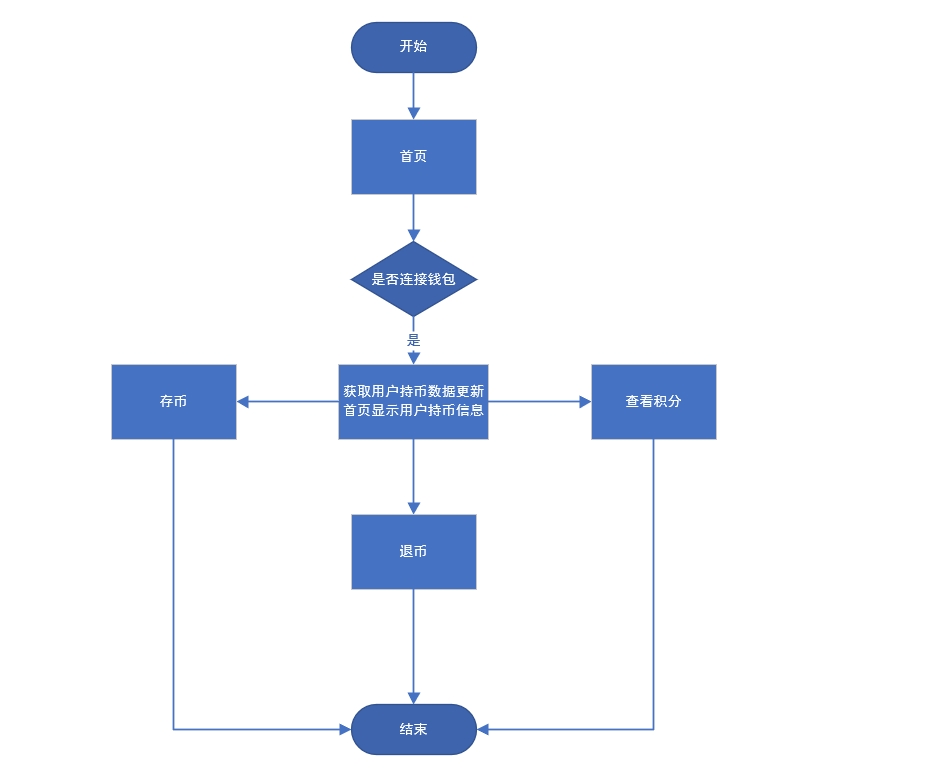 开始
首页
是否连接钱包
是
存币
获取用户持币数据更新
首页显示用户持币信息
查看积分
退币
结束